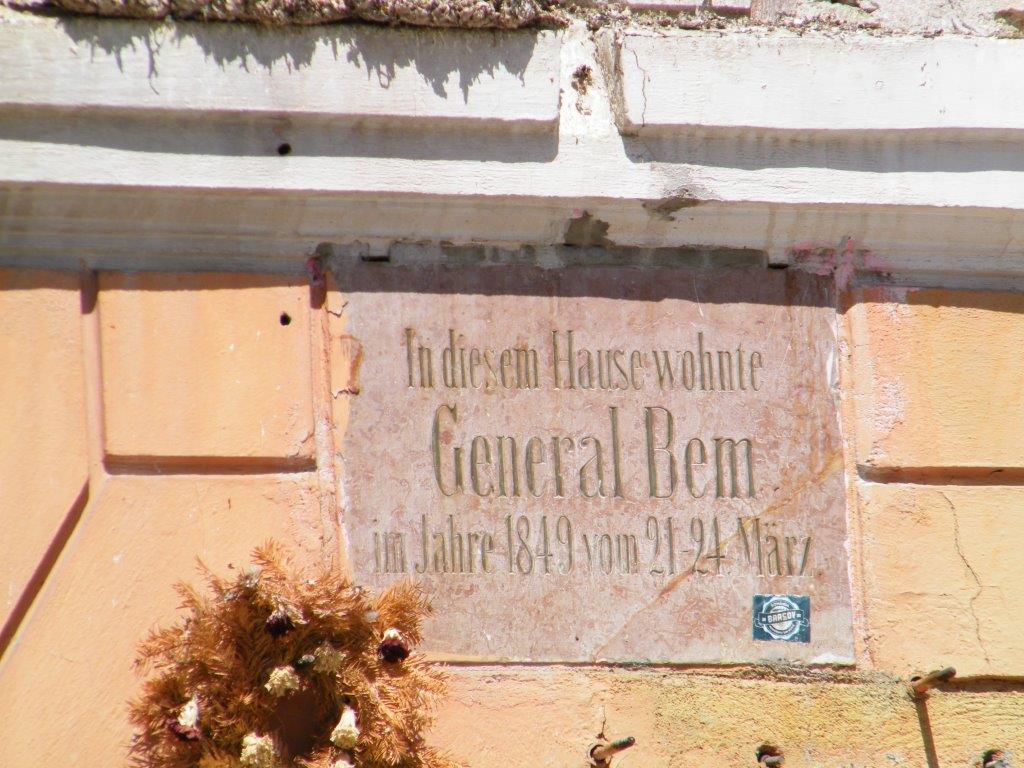 In diesem Hause wohnte
General Bem
im Jahre 1849 vom 21-24 März